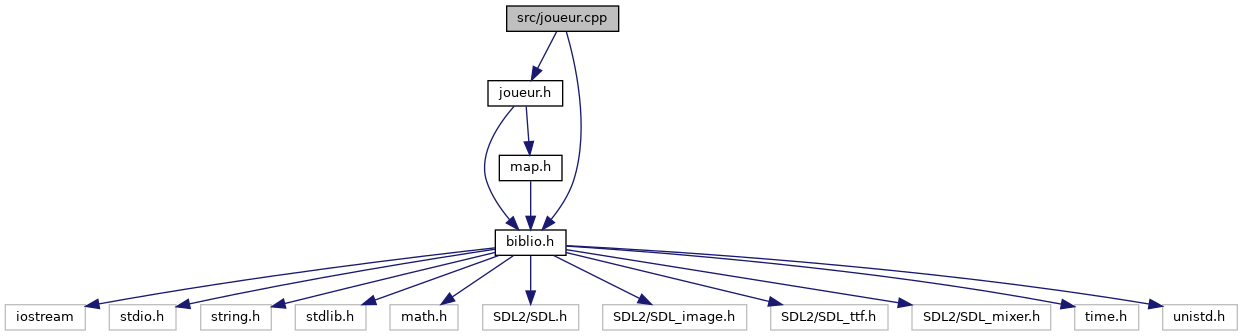 src/joueur.cpp
joueur.h
map.h
biblio.h
iostream
stdio.h
string.h
stdlib.h
math.h
SDL2/SDL.h
SDL2/SDL_image.h
SDL2/SDL_ttf.h
SDL2/SDL_mixer.h
time.h
unistd.h